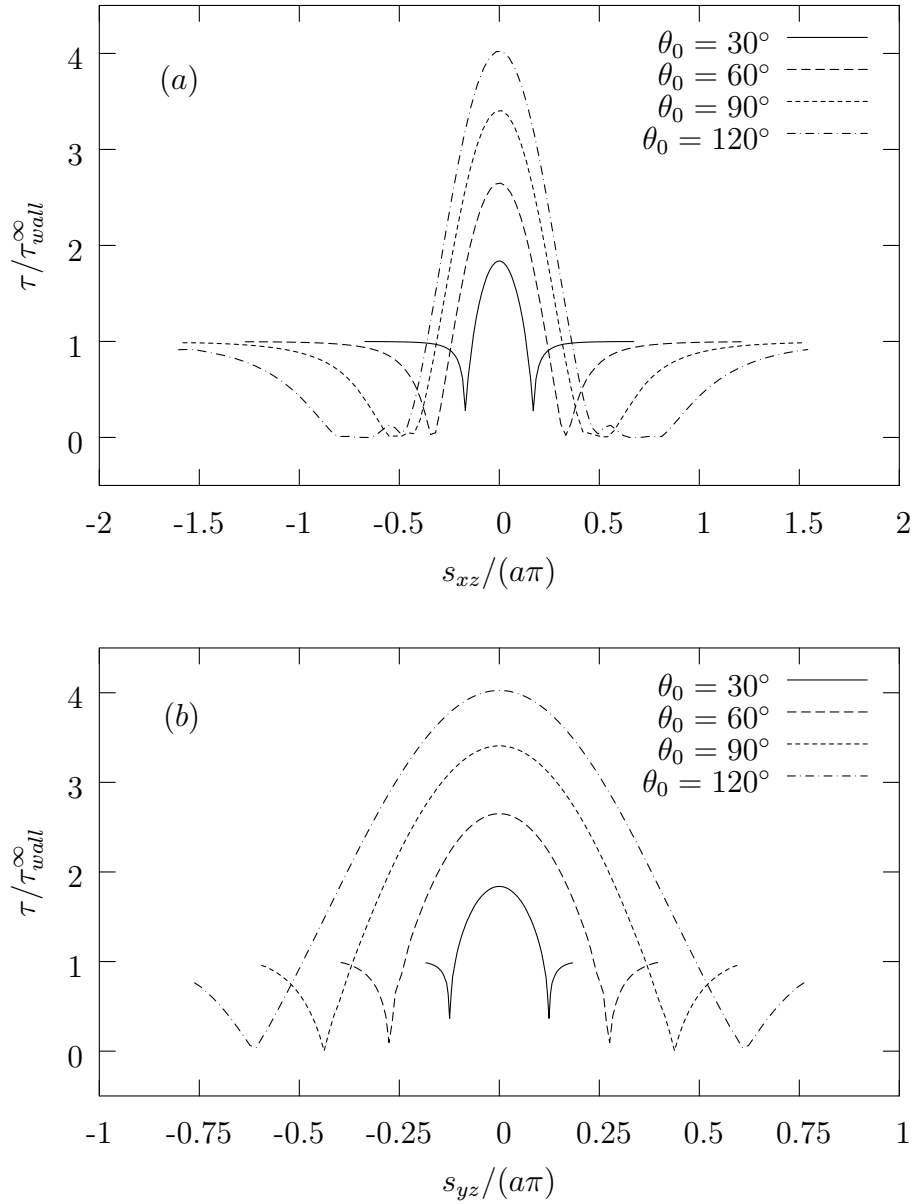 4
3
2
1
0
τ/τ∞wall
(a)
θ0 = 30°
θ0 = 60°
θ0 = 90°
θ0 = 120°
-2 -1.5 -1 -0.5 0 0.5 1 1.5 2
sxz/(aπ)
4
3
2
1
0
τ/τ∞wall
(b)
θ0 = 30°
θ0 = 60°
θ0 = 90°
θ0 = 120°
-1 -0.75 -0.5 -0.25 0 0.25 0.5 0.75 1
syz/(aπ)